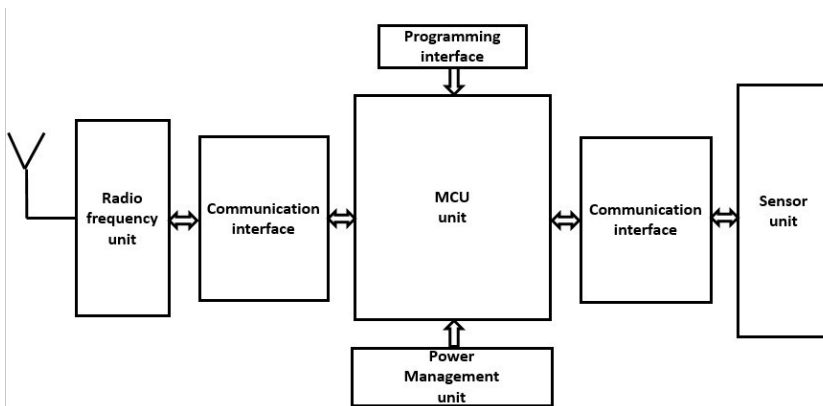 Programming
interface
Radio
frequency
unit
Communication
interface
MCU
unit
Communication
interface
Sensor
unit
Power
Management
unit